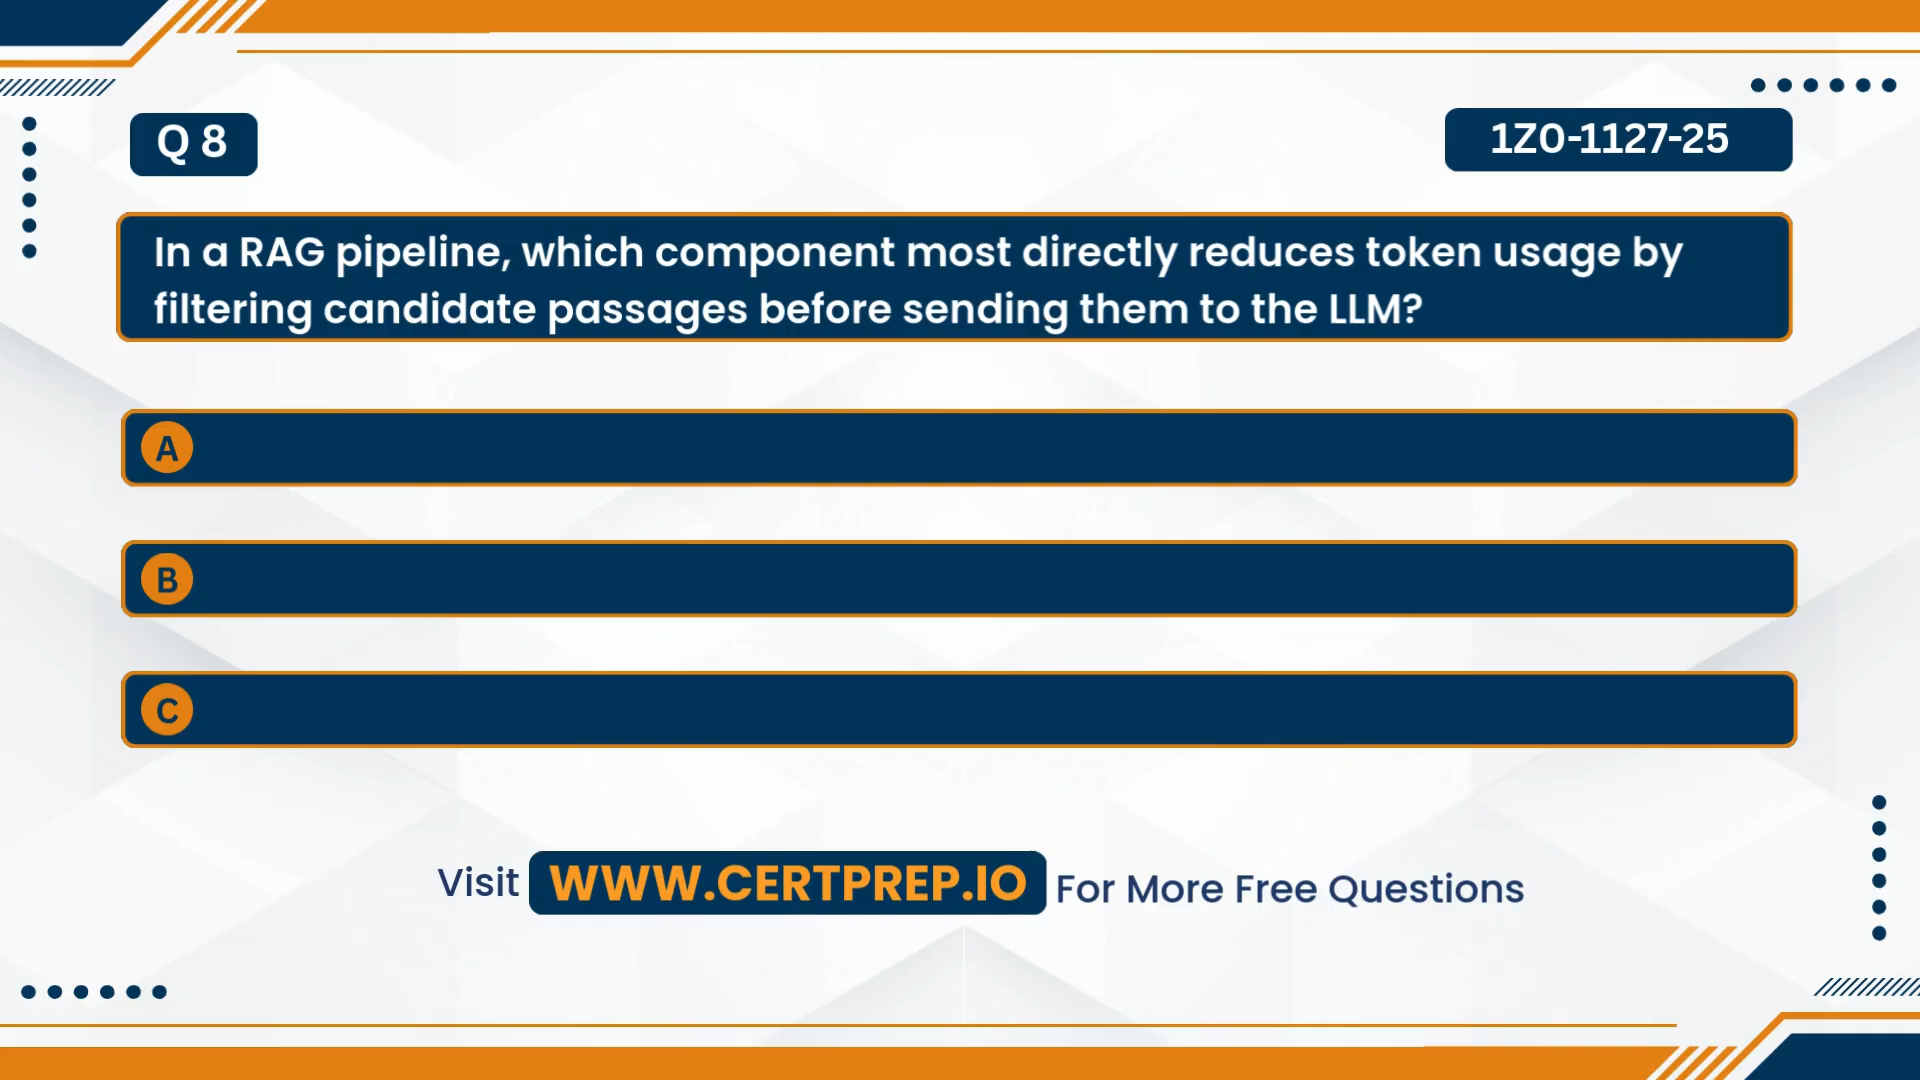 Q 8
1Z0-1127-25
In a RAG pipeline, which component most directly reduces token usage by
filtering candidate passages before sending them to the LLM?
A
B
C
Visit WWW.CERTPREP.IO For More Free Questions